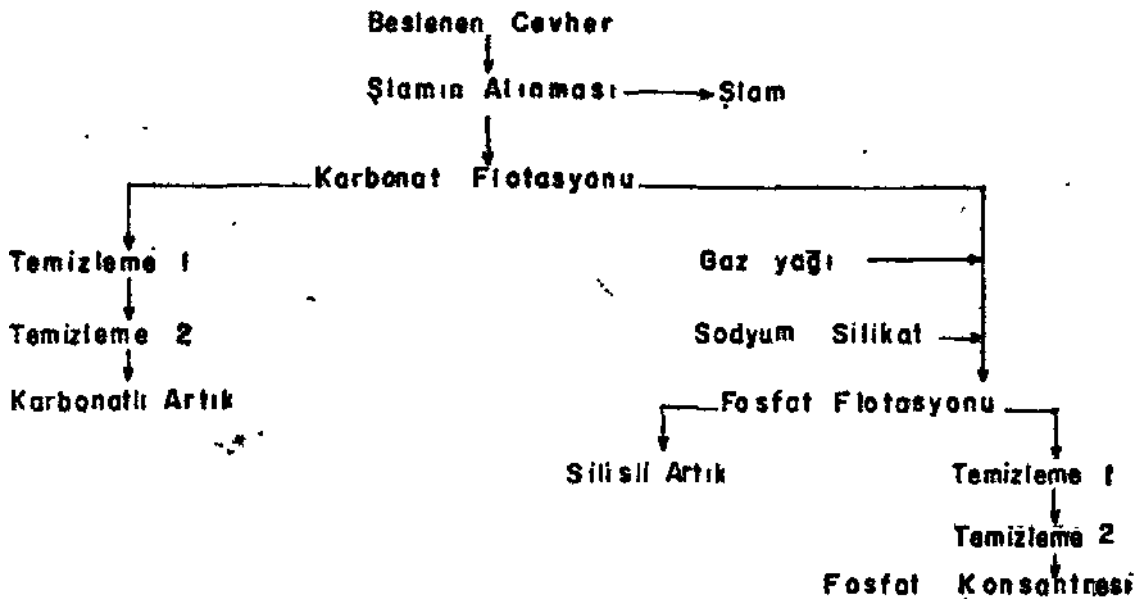 Beslenen Cevher
Şlamın Alınması Şlam
Karbonat Flotasyonu
Temizleme 1 Gaz yağı
Temizleme 2 Sodyum Silikat
Karbonatlı Artık Fosfat Flotasyonu
Silisli Artık Temizleme 1
Temizleme 2
Fosfat Konsantresi